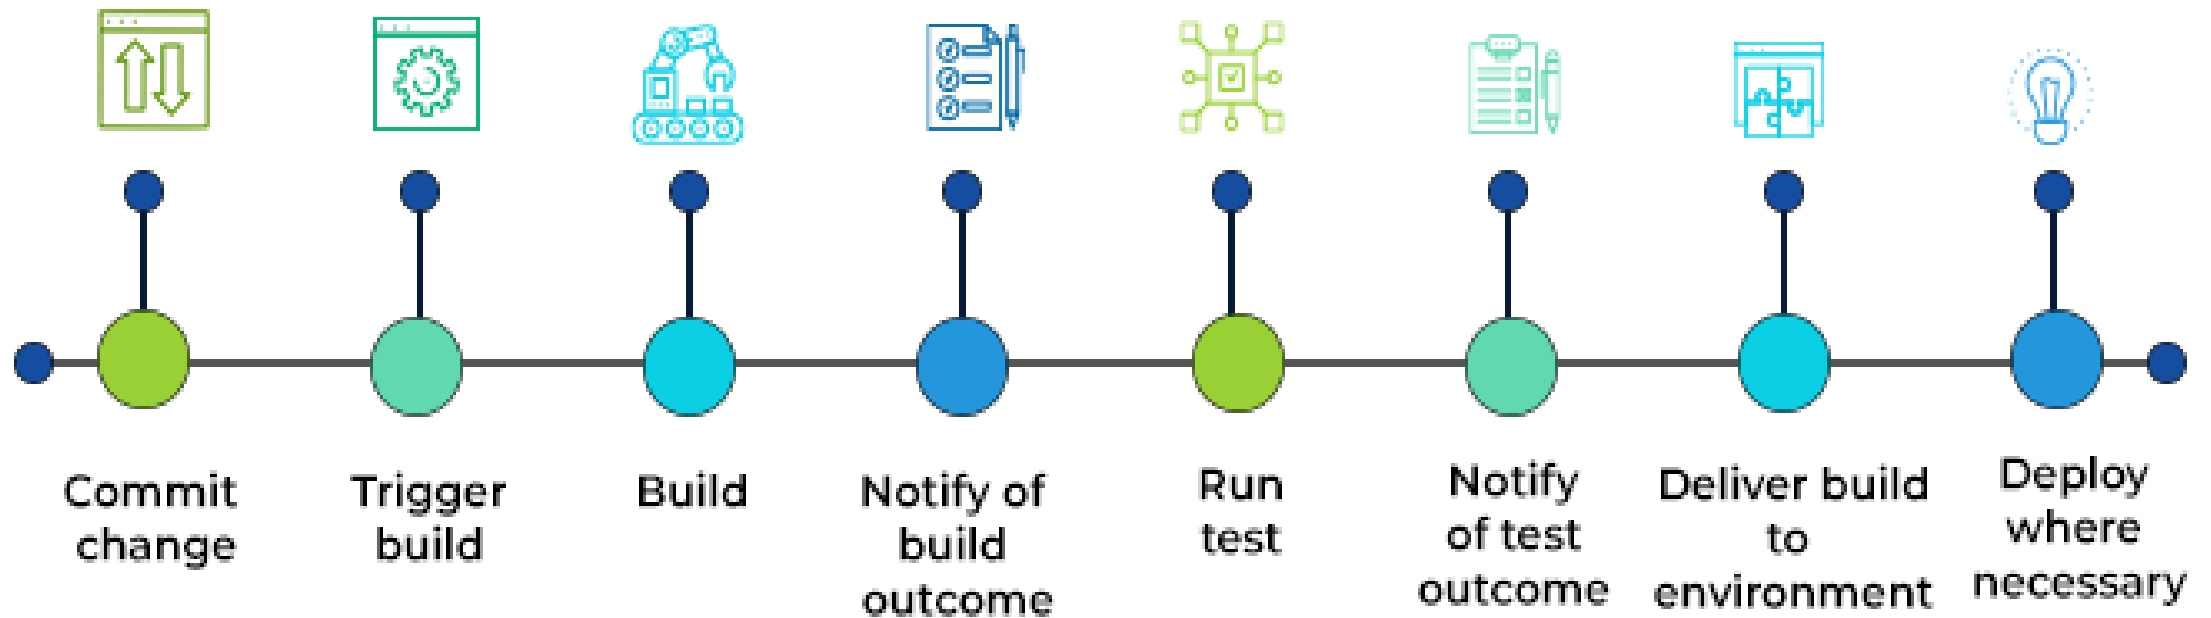 Commit
change
Trigger
build
Build
Notify of
build
outcome
Run
test
Notify
of test
outcome
Deliver build
to
environment
Deploy
where
necessary